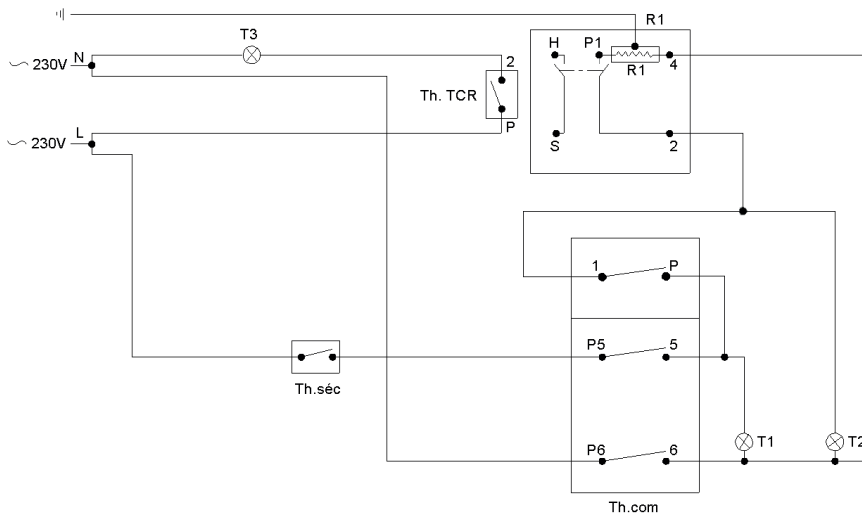 R1
T3
H P1
N
2
230V
R1 4
Th. TCR
L
P
230V
S 2
1 P
P5 5
Th.séc
T1 T2
P6 6
Th.com